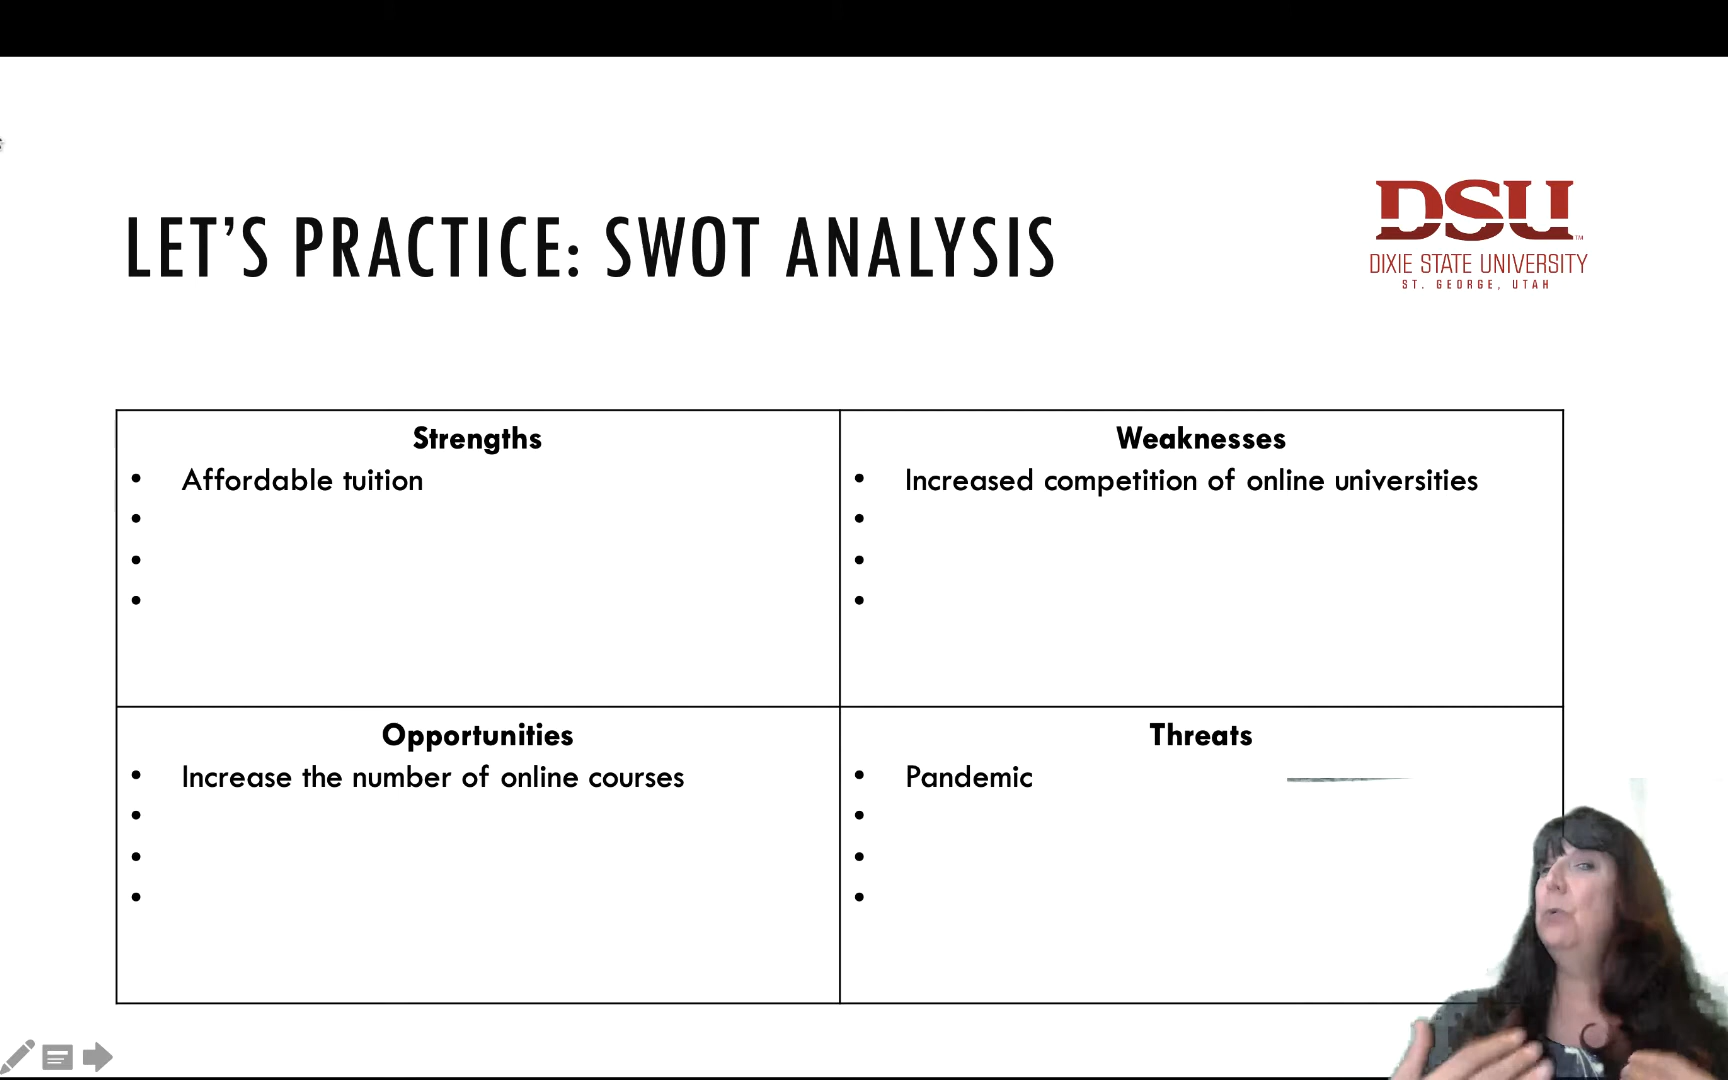 LET'S PRACTICE: SWOT ANALYSIS
DSU™
DIXIE STATE UNIVERSITY
ST. GEORGE, UTAH
Strengths
• Affordable tuition
•
•
•
Weaknesses
• Increased competition of online universities
•
•
•
Opportunities
• Increase the number of online courses
•
•
•
Threats
• Pandemic
•
•
•